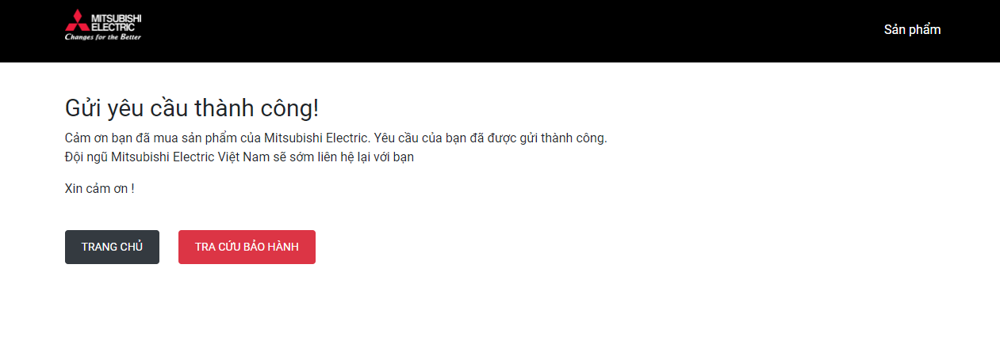 MITSUBISHI
ELECTRIC
Changes for the Better
Sản phẩm
Gửi yêu cầu thành công!
Cảm ơn bạn đã mua sản phẩm của Mitsubishi Electric. Yêu cầu của bạn đã được gửi thành công.
Đội ngũ Mitsubishi Electric Việt Nam sẽ sớm liên hệ lại với bạn
Xin cảm ơn !
TRANG CHỦ
TRA CỨU BẢO HÀNH